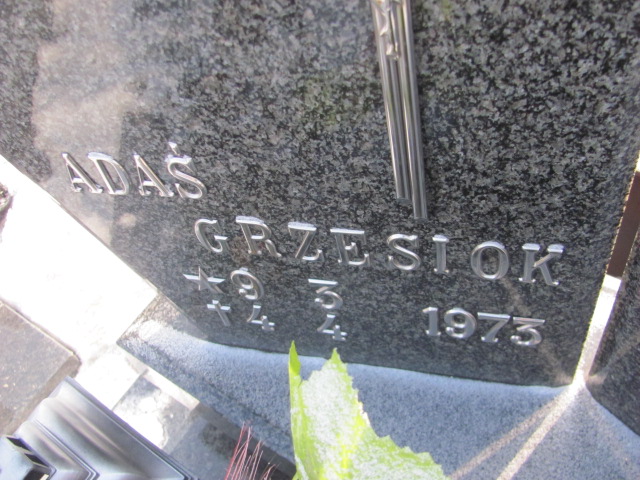 ADAŚ
GRZESIOK
★ 9 3
✝ 4 4 1973